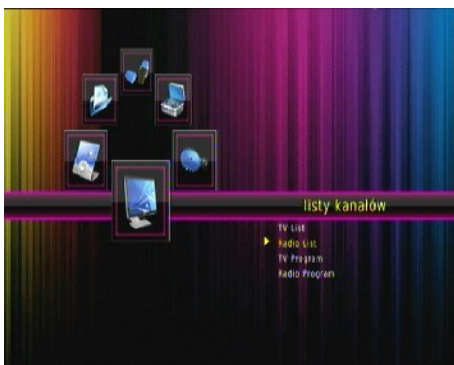 listy kanałów
TV List
Radio List
TV Program
Radio Program